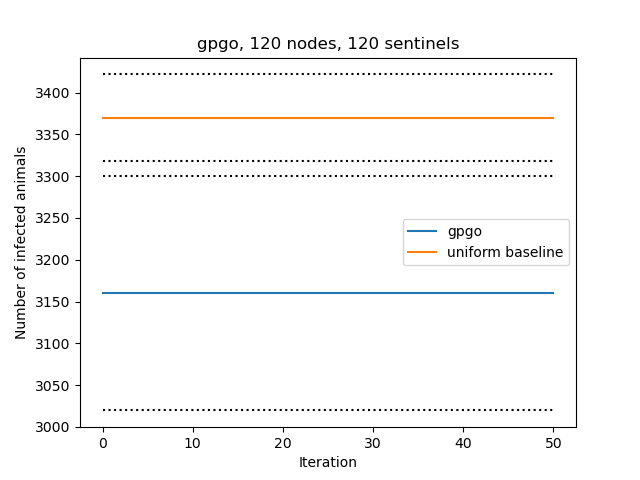 gpgo, 120 nodes, 120 sentinels
Number of infected animals
3400
3350
3300
3250
3200
3150
3100
3050
3000
gpgo
uniform baseline
0 10 20 30 40 50
Iteration